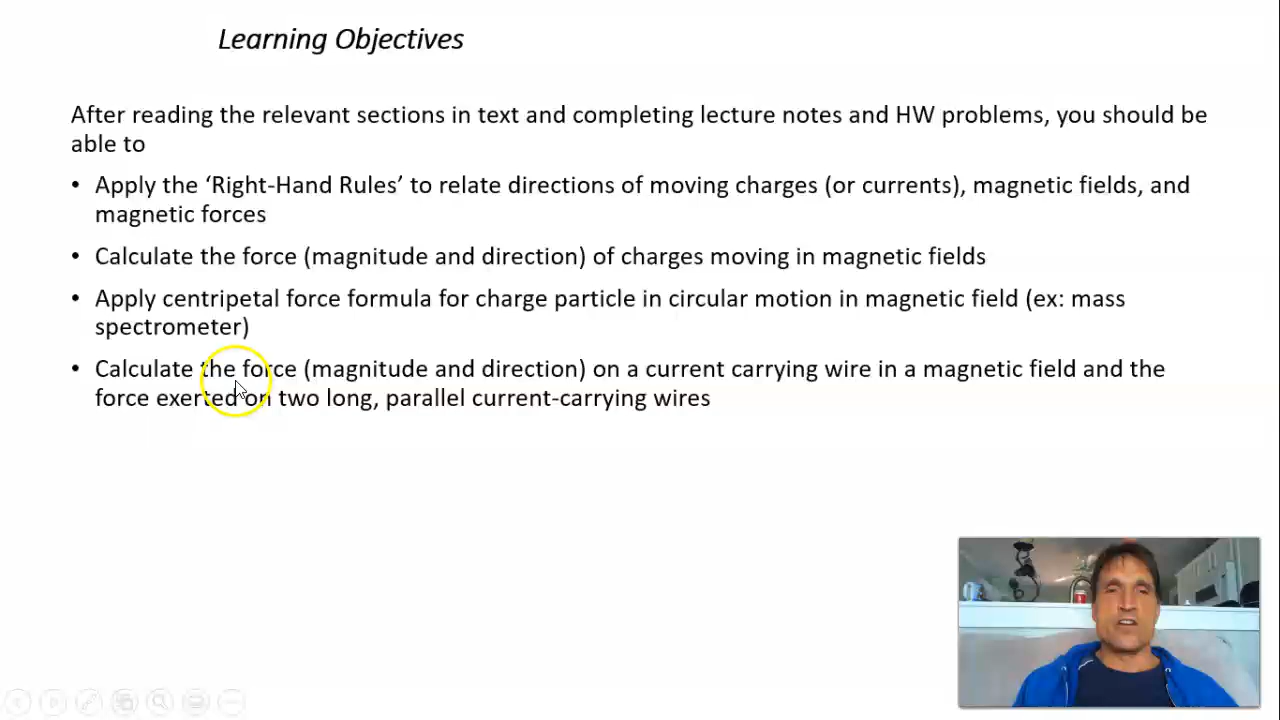 Learning Objectives
After reading the relevant sections in text and completing lecture notes and HW problems, you should be
able to
• Apply the ‘Right-Hand Rules’ to relate directions of moving charges (or currents), magnetic fields, and
magnetic forces
• Calculate the force (magnitude and direction) of charges moving in magnetic fields
• Apply centripetal force formula for charge particle in circular motion in magnetic field (ex: mass
spectrometer)
• Calculate the force (magnitude and direction) on a current carrying wire in a magnetic field and the
force exerted on two long, parallel current-carrying wires